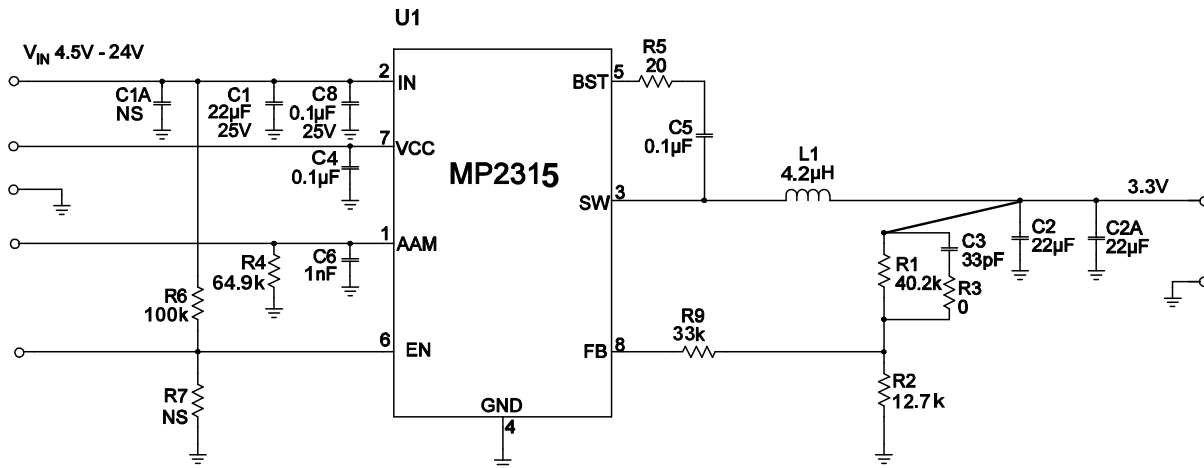 U1
V_IN 4.5V - 24V
2
IN
C1A
NS
C1
22µF
25V
C8
0.1µF
25V
7
VCC
C4
0.1µF
MP2315
BST
5
R5
20
C5
0.1µF
SW
3
L1
4.2µH
3.3V
1
AAM
R4
64.9k
C6
1nF
C2
22µF
C2A
22µF
C3
33pF
R1
40.2k
R3
0
R6
100k
6
EN
FB
8
R9
33k
R7
NS
R2
12.7k
GND
4